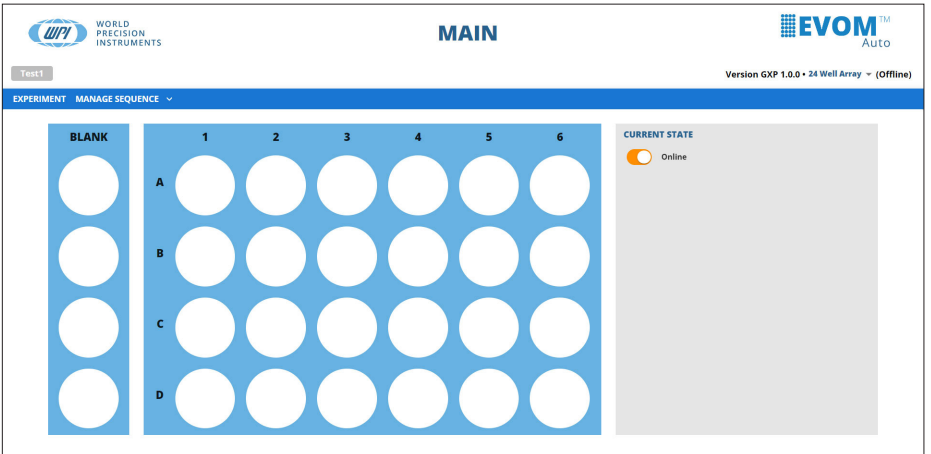 WPI
WORLD
PRECISION
INSTRUMENTS
MAIN
EVOM™
Auto
Test1
Version GXP 1.0.0 • 24 Well Array (Offline)
EXPERIMENT MANAGE SEQUENCE
BLANK 1 2 3 4 5 6
CURRENT STATE
Online
A
B
C
D